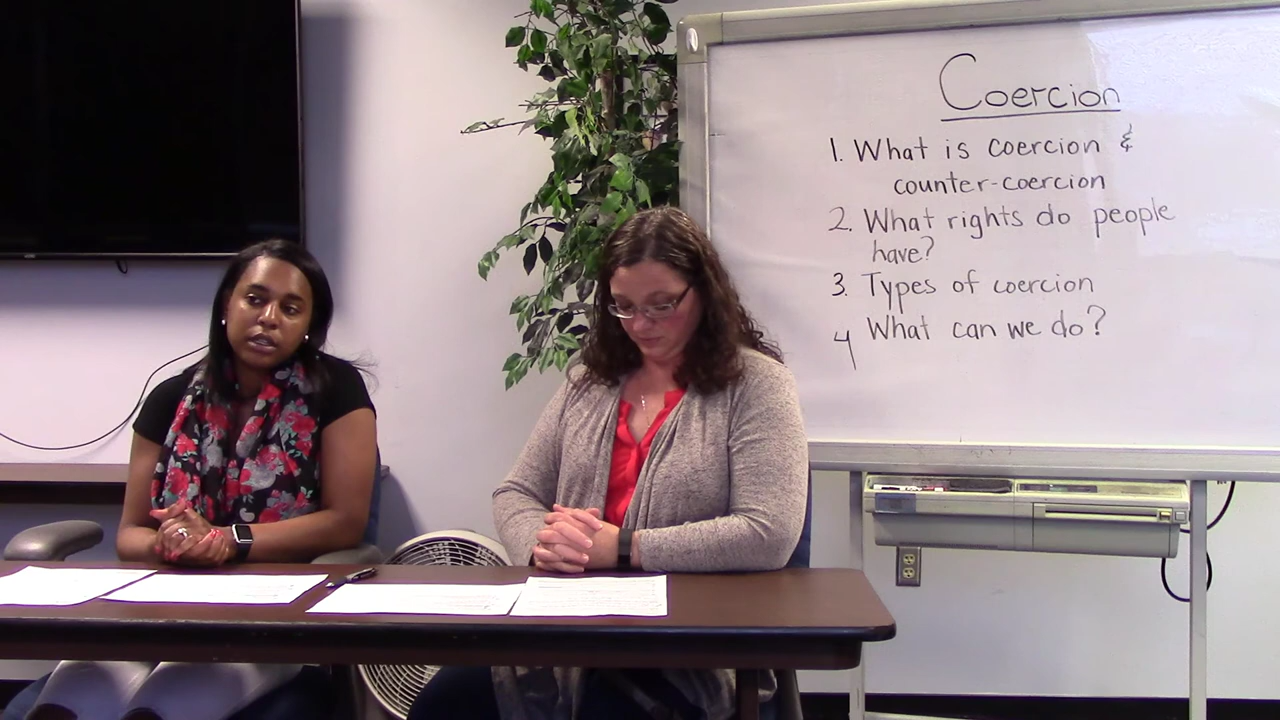 Coercion
1. What is coercion &
counter-coercion
2. What rights do people
have?
3. Types of coercion
4 What can we do?